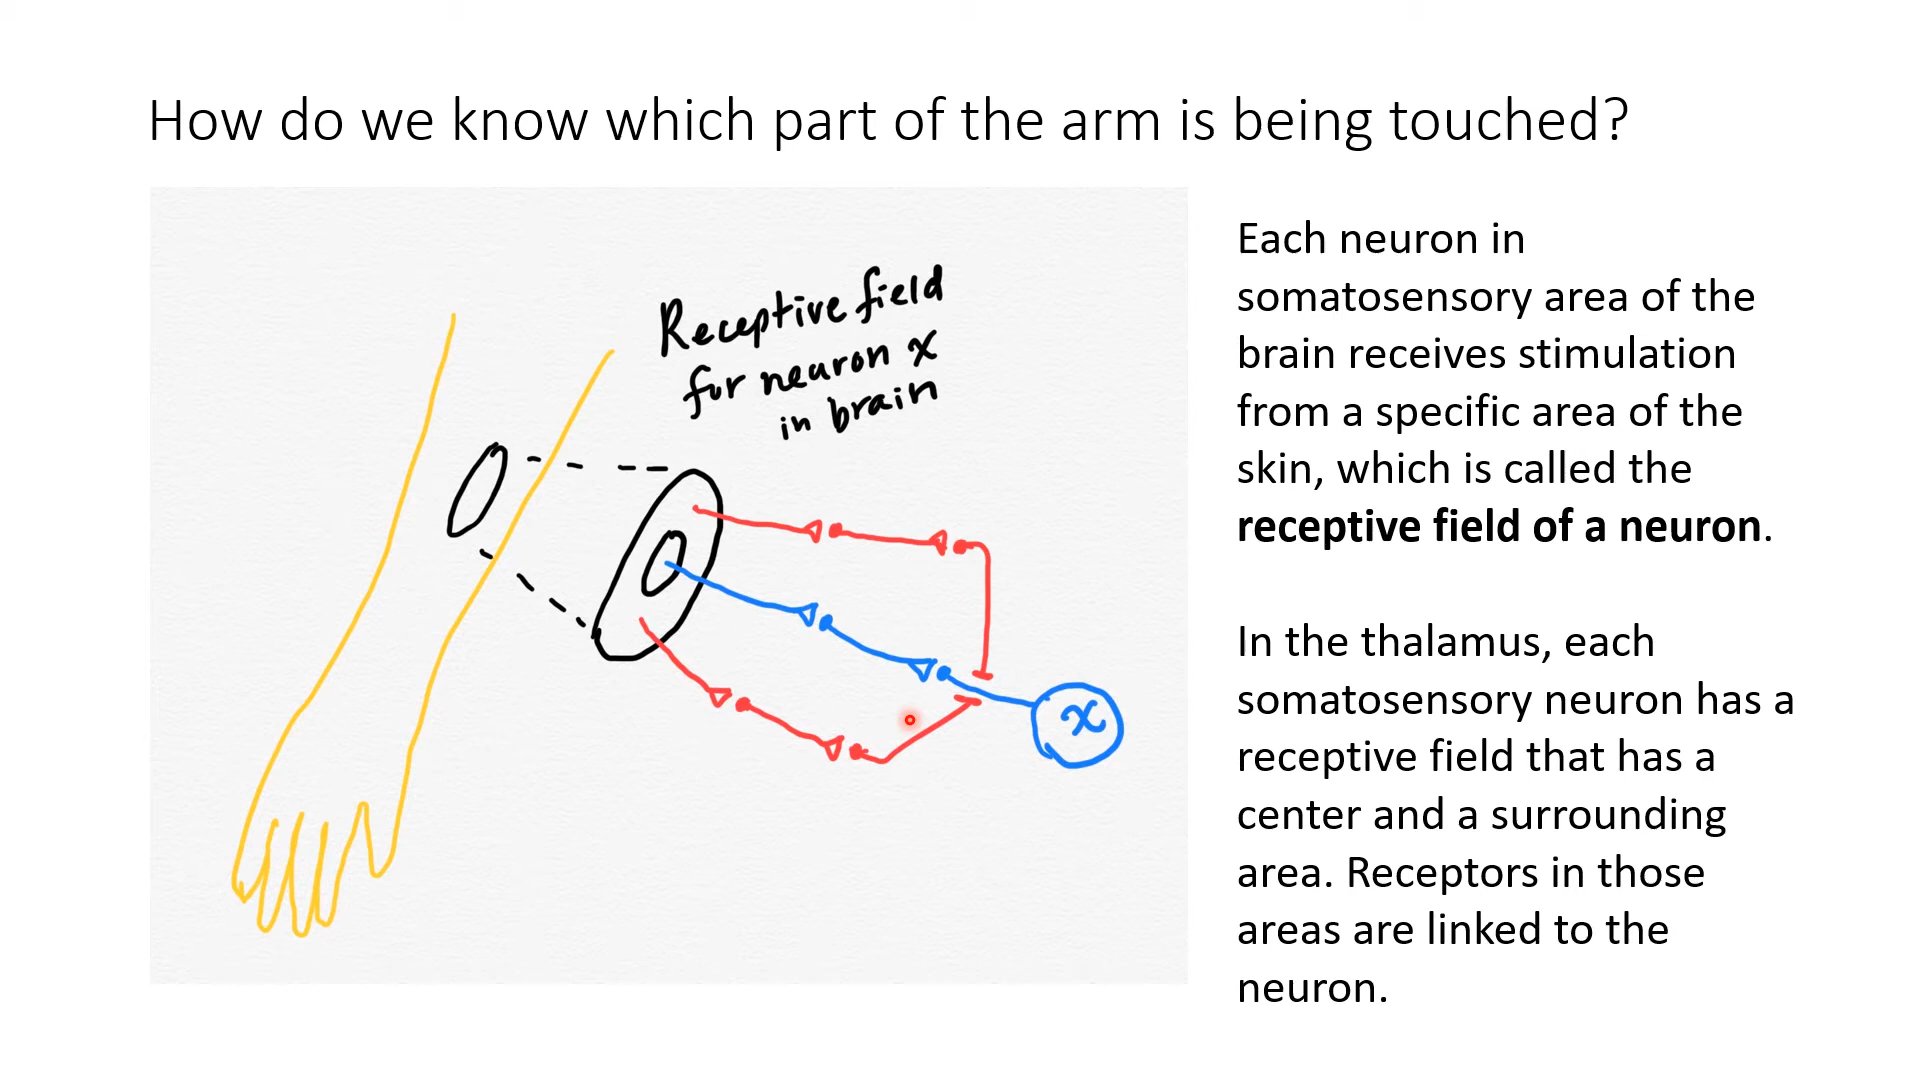 How do we know which part of the arm is being touched?
Receptive field
for neuron x
in brain
x
Each neuron in
somatosensory area of the
brain receives stimulation
from a specific area of the
skin, which is called the
receptive field of a neuron.
In the thalamus, each
somatosensory neuron has a
receptive field that has a
center and a surrounding
area. Receptors in those
areas are linked to the
neuron.